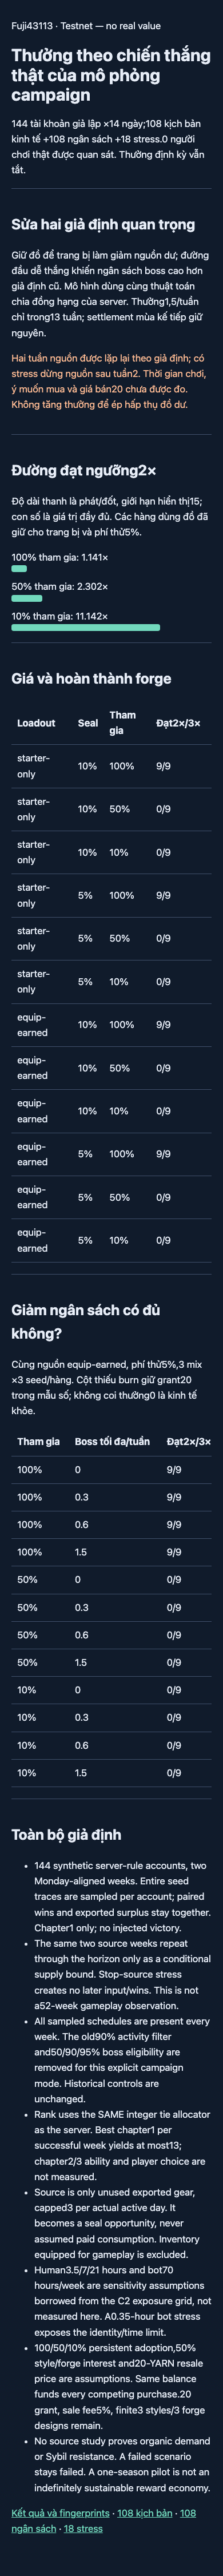 Fuji43113 · Testnet — no real value
Thưởng theo chiến thắng
thật của mô phỏng
campaign
144 tài khoản giả lập ×14 ngày;108 kịch bản
kinh tế +108 ngân sách +18 stress.0 người
chơi thật được quan sát. Thưởng định kỳ vẫn
tắt.
Sửa hai giả định quan trọng
Giữ đồ để trang bị làm giảm nguồn dư; đường
đấu dễ thắng khiến ngân sách boss cao hơn
giả định cũ. Mô hình dùng cùng thuật toán
chia đồng hạng của server. Thưởng1,5/tuần
chỉ trong13 tuần; settlement mùa kế tiếp giữ
nguyên.
Hai tuần nguồn được lặp lại theo giả định; có
stress dừng nguồn sau tuần2. Thời gian chơi,
ý muốn mua và giá bán20 chưa được đo.
Không tăng thưởng để ép hấp thụ đồ dư.
Đường đạt ngưỡng2×
Độ dài thanh là phát/đốt, giới hạn hiển thị15;
con số là giá trị đầy đủ. Các hàng dùng đồ đã
giữ cho trang bị và phí thử5%.
100% tham gia: 1.141×
50% tham gia: 2.302×
10% tham gia: 11.142×
Giá và hoàn thành forge
Loadout Seal Tham gia Đạt2×/3×
starter-only 10% 100% 9/9
starter-only 10% 50% 0/9
starter-only 10% 10% 0/9
starter-only 5% 100% 9/9
starter-only 5% 50% 0/9
starter-only 5% 10% 0/9
equip-earned 10% 100% 9/9
equip-earned 10% 50% 0/9
equip-earned 10% 10% 0/9
equip-earned 5% 100% 9/9
equip-earned 5% 50% 0/9
equip-earned 5% 10% 0/9
Giảm ngân sách có đủ
không?
Cùng nguồn equip-earned, phí thử5%,3 mix
×3 seed/hàng. Cột thiếu burn giữ grant20
trong mẫu số; không coi thưởng0 là kinh tế
khỏe.
Tham gia Boss tối đa/tuần Đạt2×/3×
100% 0 9/9
100% 0.3 9/9
100% 0.6 9/9
100% 1.5 9/9
50% 0 0/9
50% 0.3 0/9
50% 0.6 0/9
50% 1.5 0/9
10% 0 0/9
10% 0.3 0/9
10% 0.6 0/9
10% 1.5 0/9
Toàn bộ giả định
• 144 synthetic server-rule accounts, two
Monday-aligned weeks. Entire seed
traces are sampled per account; paired
wins and exported surplus stay together.
Chapter1 only; no injected victory.
• The same two source weeks repeat
through the horizon only as a conditional
supply bound. Stop-source stress
creates no later input/wins. This is not
a52-week gameplay observation.
• All sampled schedules are present every
week. The old90% activity filter
and50/90/95% boss eligibility are
removed for this explicit campaign
mode. Historical controls are
unchanged.
• Rank uses the SAME integer tie allocator
as the server. Best chapter1 per
successful week yields at most13;
chapter2/3 ability and player choice are
not measured.
• Source is only unused exported gear,
capped3 per actual active day. It
becomes a seal opportunity, never
assumed paid consumption. Inventory
equipped for gameplay is excluded.
• Human3.5/7/21 hours and bot70
hours/week are sensitivity assumptions
borrowed from the C2 exposure grid, not
measured here. A0.35-hour bot stress
exposes the identity/time limit.
• 100/50/10% persistent adoption,50%
style/forge interest and20-YARN resale
price are assumptions. Same balance
funds every competing purchase.20
grant, sale fee5%, finite3 styles/3 forge
designs remain.
• No source study proves organic demand
or Sybil resistance. A failed scenario
stays failed. A one-season pilot is not an
indefinitely sustainable reward economy.
Kết quả và fingerprints · 108 kịch bản · 108
ngân sách · 18 stress